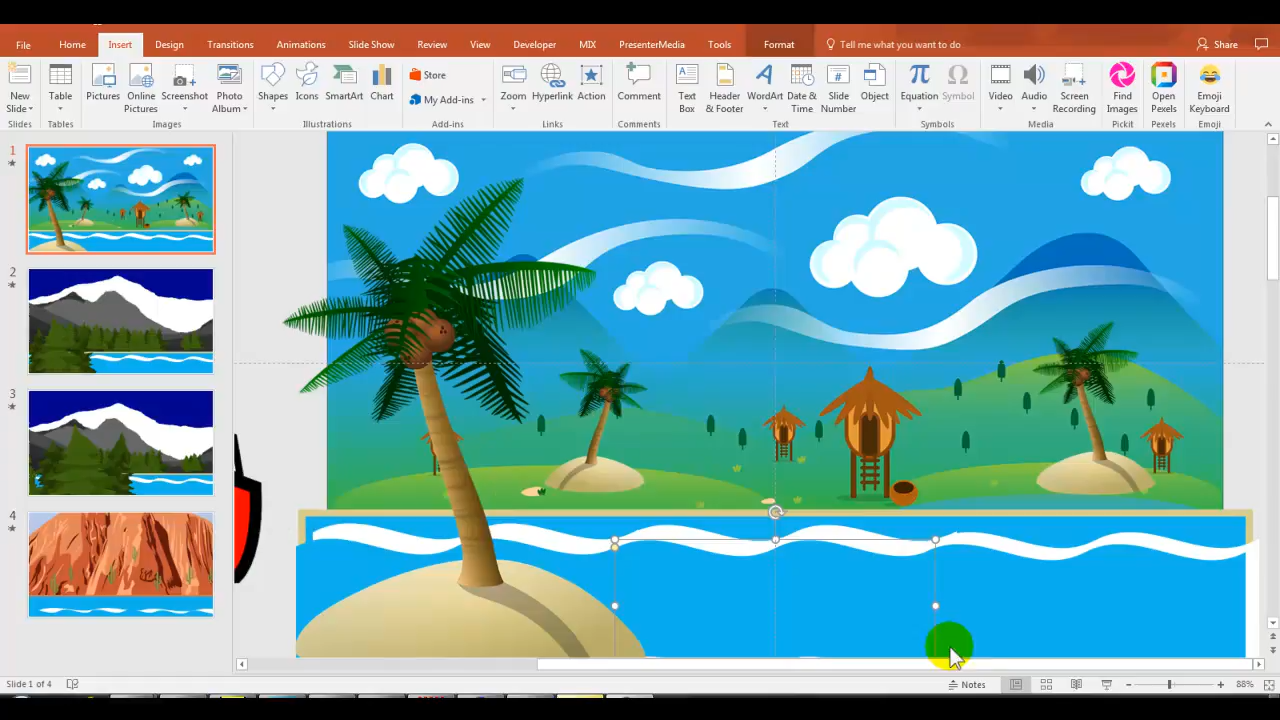 File Home Insert Design Transitions Animations Slide Show Review View Developer MIX PresenterMedia Tools Format Tell me what you want to do Share
New Slide Table Pictures Online Pictures Screenshot Photo Album Shapes Icons SmartArt Chart Store My Add-ins Zoom Hyperlink Action Comment Text Box Header & Footer WordArt Date & Time Slide Number Object Equation Symbol Video Audio Screen Recording Find Images Open Pexels Emoji Keyboard
Slides Tables Images Illustrations Add-ins Links Comments Text Symbols Media Pickit Pexels Emoji
1
2
3
4
Slide 1 of 4 Notes 88%